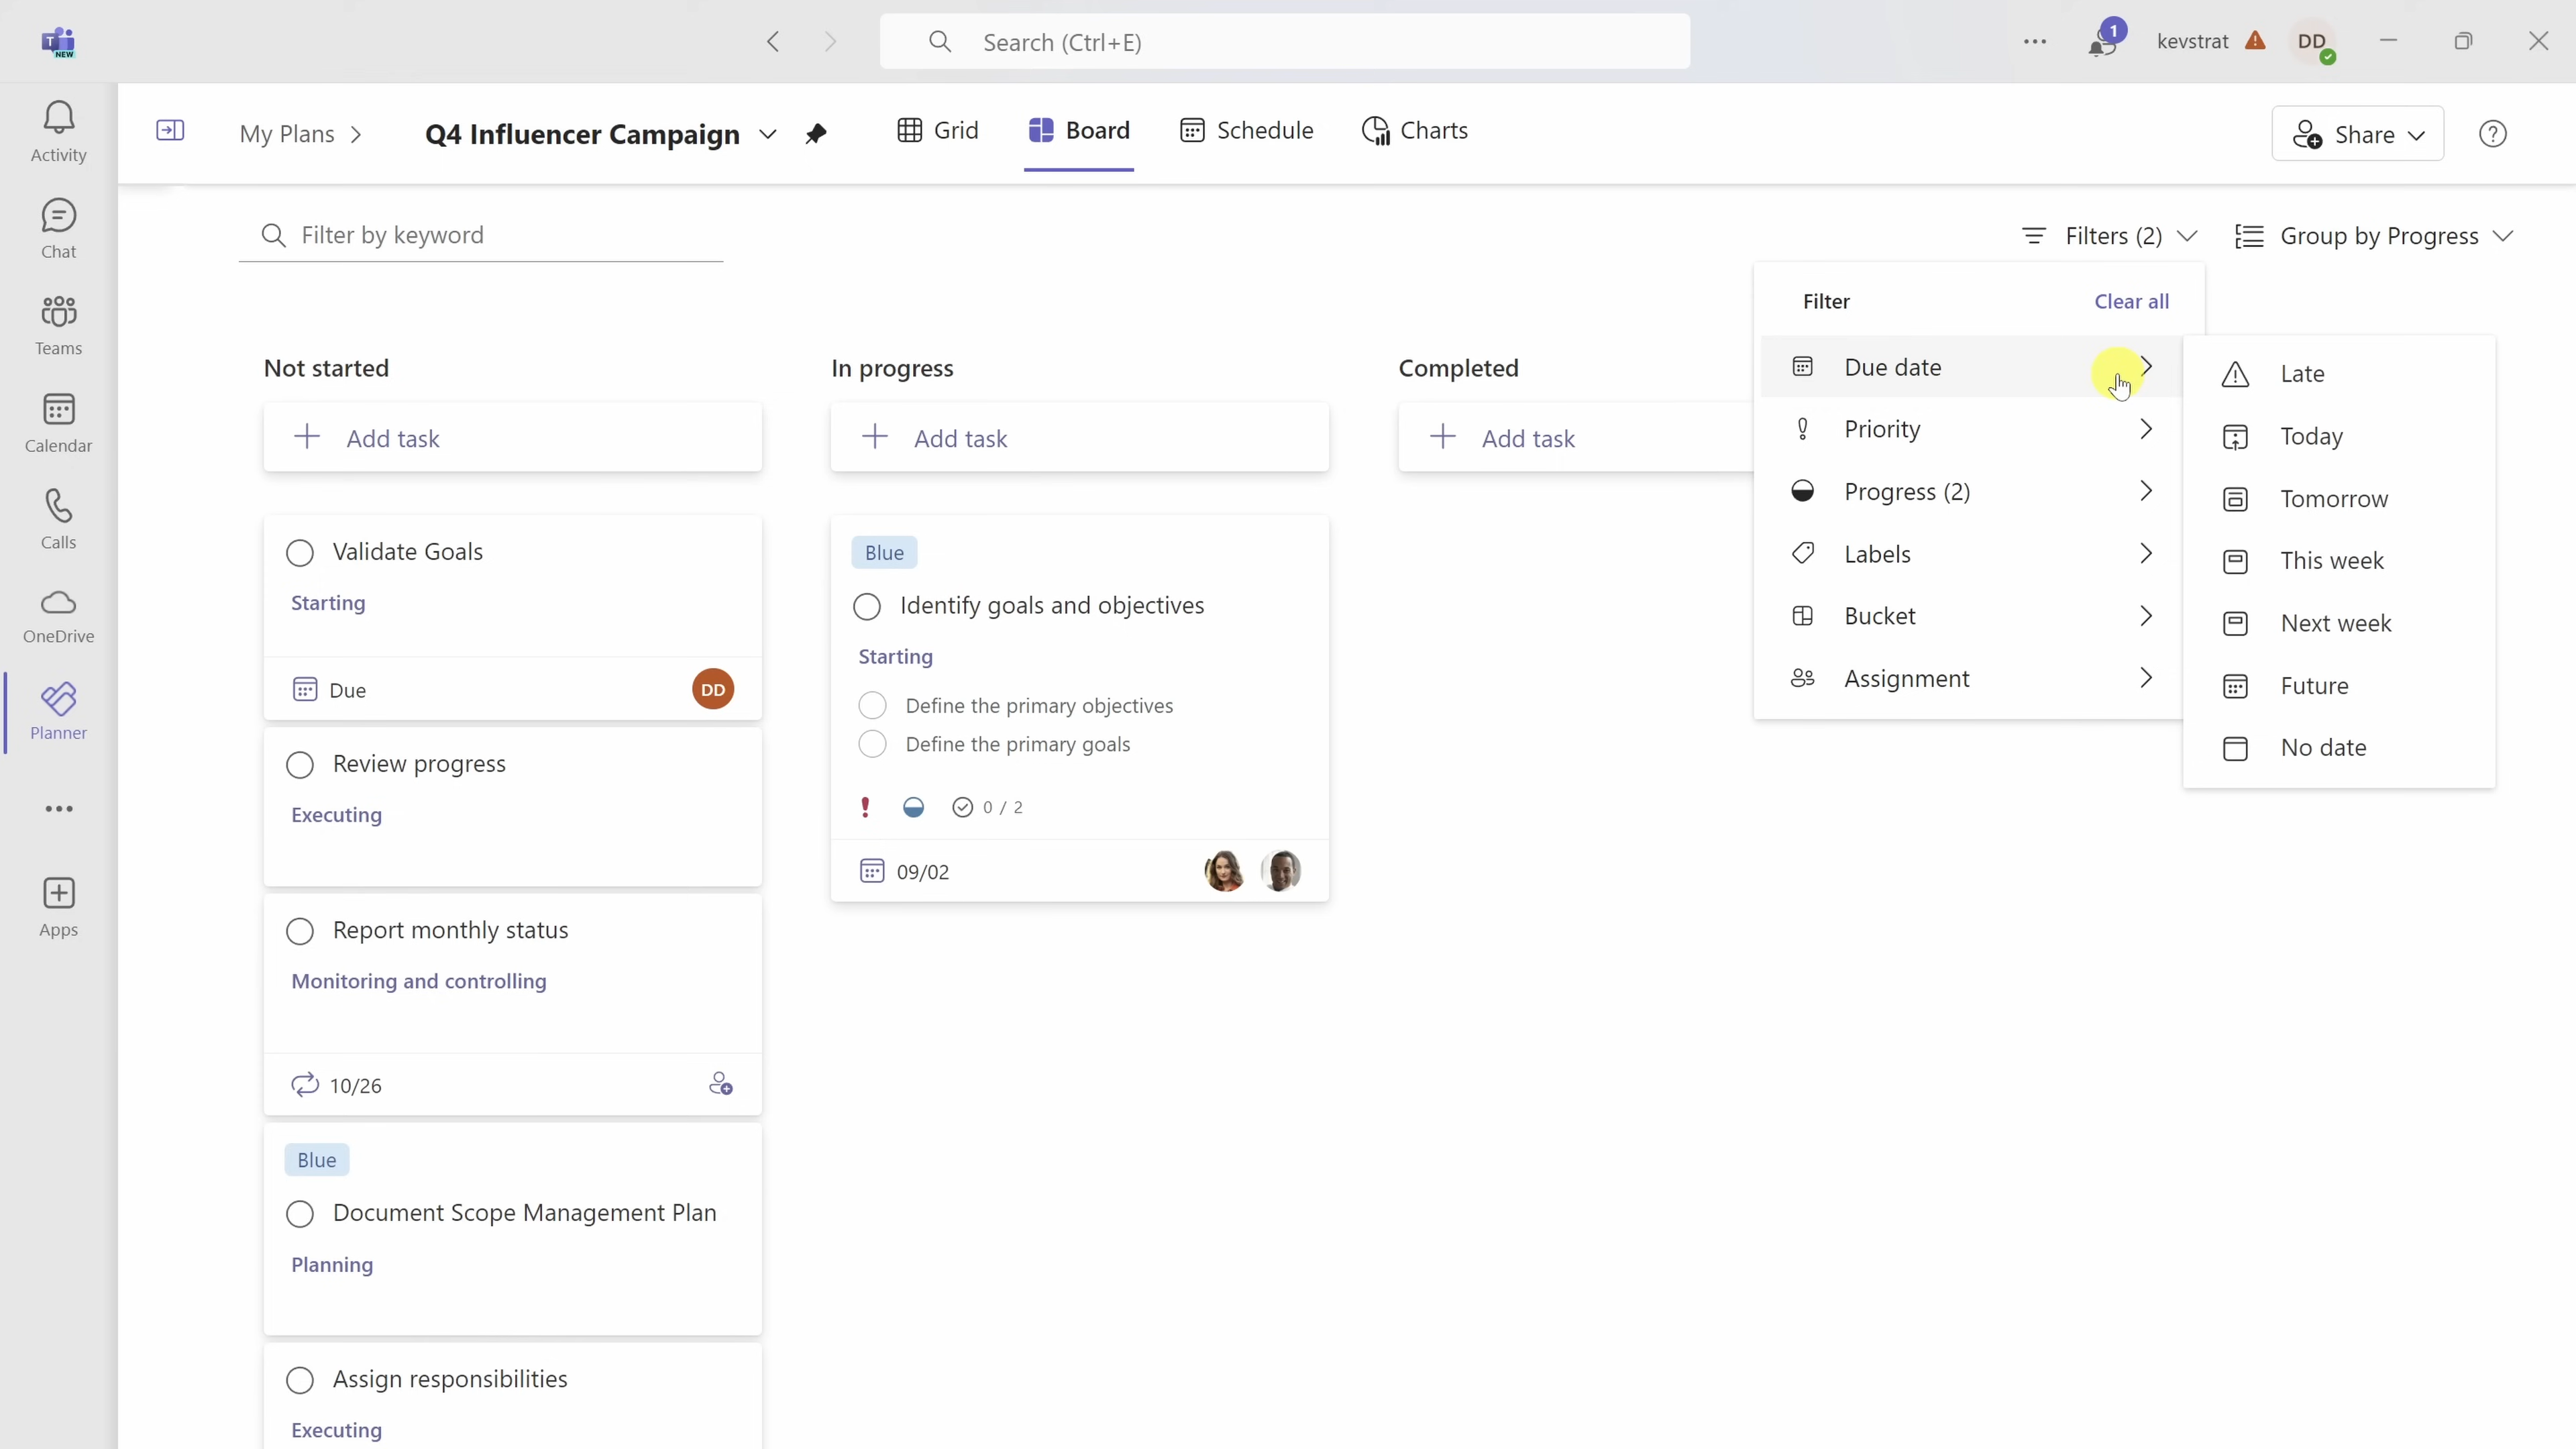 T NEW
Search (Ctrl+E)
1
kevstrat
DD
Activity
Chat
Teams
Calendar
Calls
OneDrive
Planner
Apps
My Plans
Q4 Influencer Campaign
Grid
Board
Schedule
Charts
Share
Filter by keyword
Filters (2)
Group by Progress
Not started
Add task
Validate Goals
Starting
Due
DD
Review progress
Executing
Report monthly status
Monitoring and controlling
10/26
Blue
Document Scope Management Plan
Planning
Assign responsibilities
Executing
In progress
Add task
Blue
Identify goals and objectives
Starting
Define the primary objectives
Define the primary goals
0 / 2
09/02
Completed
Add task
Filter
Clear all
Due date
Priority
Progress (2)
Labels
Bucket
Assignment
Late
Today
Tomorrow
This week
Next week
Future
No date